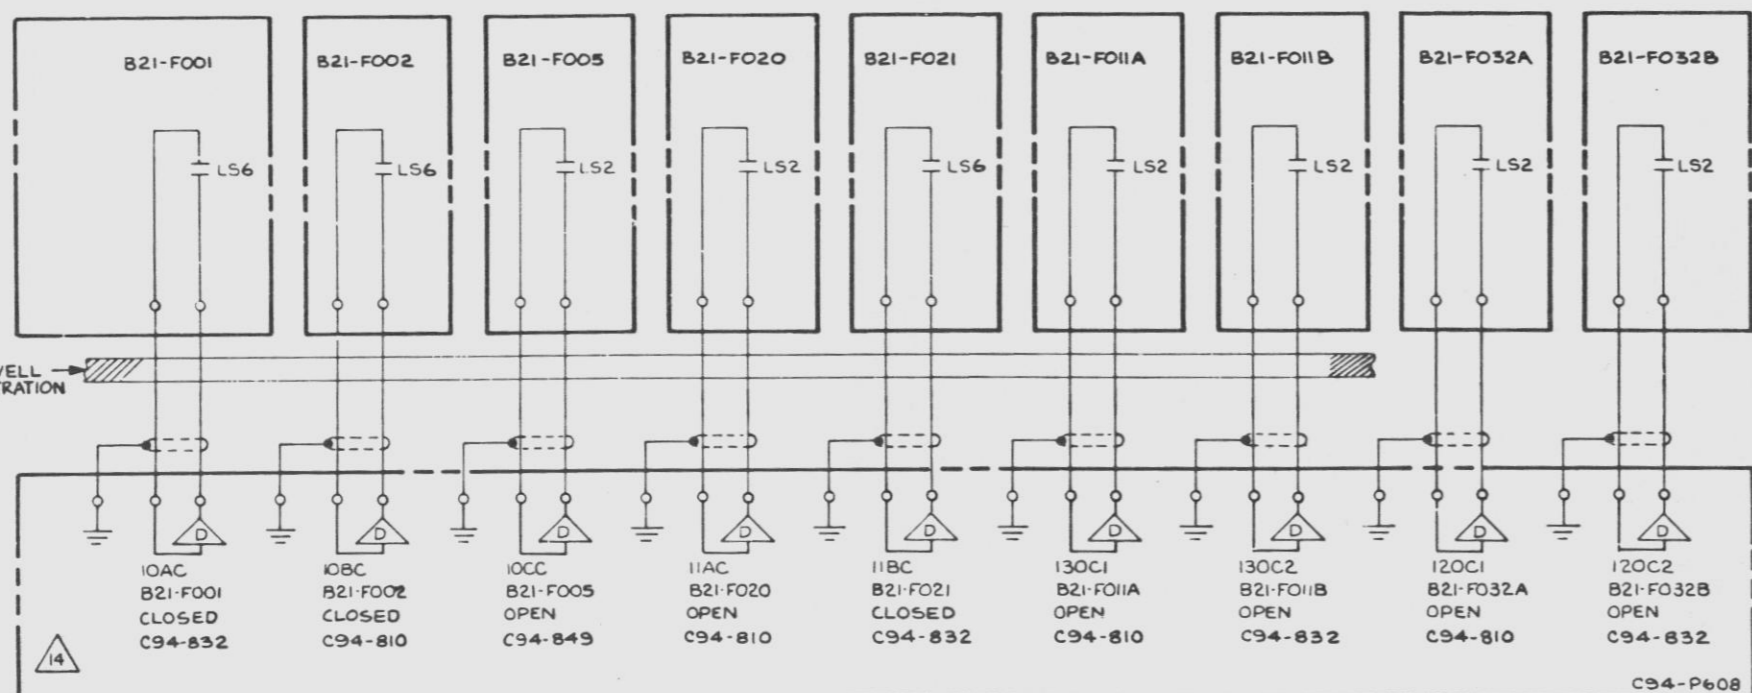 B21-F001
B21-F002
B21-F005
B21-F020
B21-F021
B21-F011A
B21-F011B
B21-F032A
B21-F032B
LS6
LS6
LS2
LS2
LS6
LS2
LS2
LS2
LS2
VELL
TRATION
D
D
D
D
D
D
D
D
D
10AC
B21-F001
CLOSED
C94-832
10BC
B21-F002
CLOSED
C94-810
10CC
B21-F005
OPEN
C94-849
11AC
B21-F020
OPEN
C94-810
11BC
B21-F021
CLOSED
C94-832
130C1
B21-F011A
OPEN
C94-810
130C2
B21-F011B
OPEN
C94-832
120C1
B21-F032A
OPEN
C94-810
120C2
B21-F032B
OPEN
C94-832
14
C94-P608